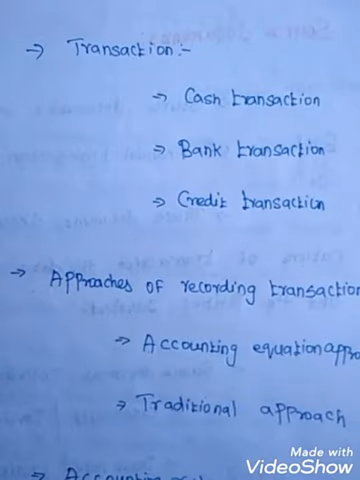 → Transaction:-
→ Cash transaction
→ Bank transaction
→ Credit transaction
→ Approaches of recording transaction
→ Accounting equation appro
→ Traditional approach
→ Accounting
Made with
VideoShow